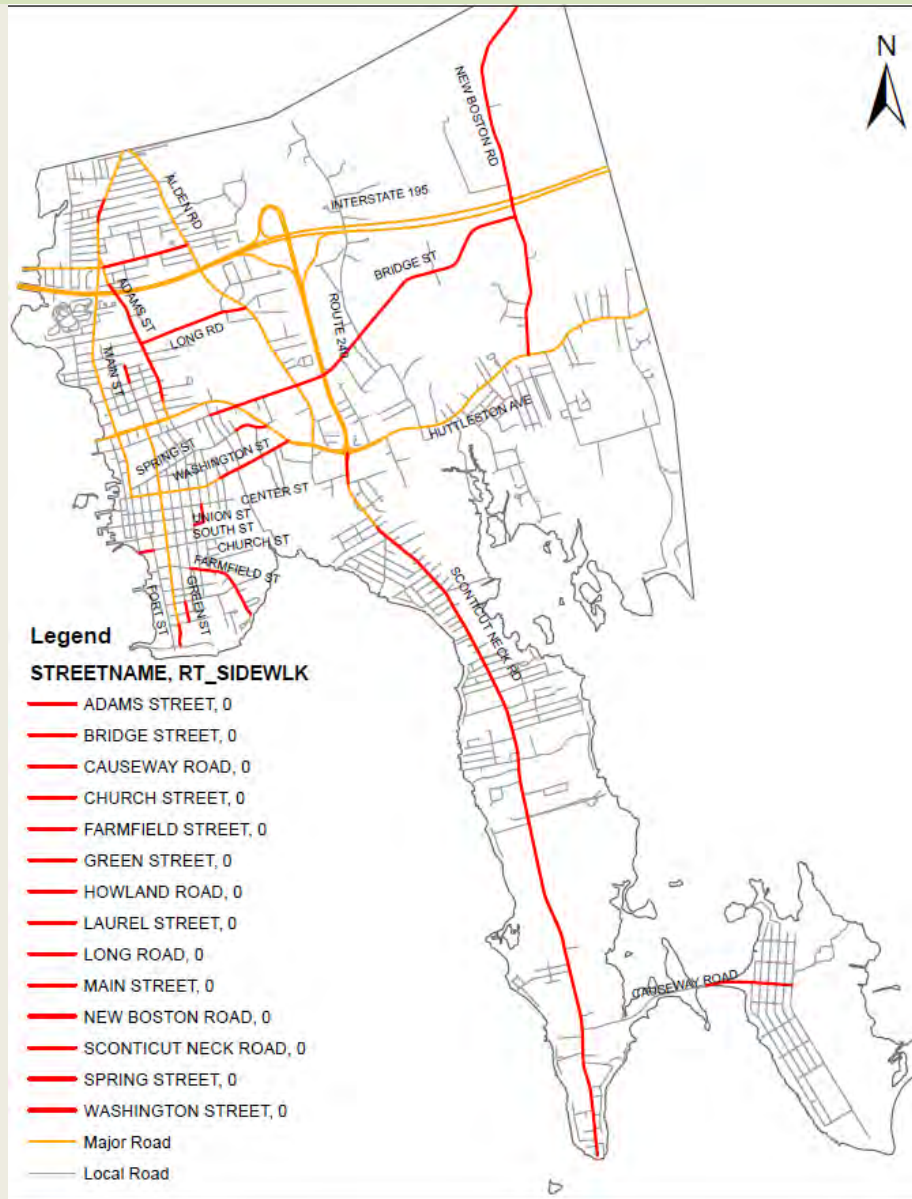 N
NEW BOSTON RD
ALDEN RD
INTERSTATE 195
BRIDGE ST
ADAMS ST
ROUTE 240
LONG RD
MAIN ST
HUTTLESTON AVE
SPRING ST
WASHINGTON ST
CENTER ST
UNION ST
SOUTH ST
CHURCH ST
FARMFIELD ST
GREEN ST
FORT ST
SCONTICUT NECK RD
CAUSEWAY ROAD
Legend
STREETNAME, RT_SIDEWLK
ADAMS STREET, 0
BRIDGE STREET, 0
CAUSEWAY ROAD, 0
CHURCH STREET, 0
FARMFIELD STREET, 0
GREEN STREET, 0
HOWLAND ROAD, 0
LAUREL STREET, 0
LONG ROAD, 0
MAIN STREET, 0
NEW BOSTON ROAD, 0
SCONTICUT NECK ROAD, 0
SPRING STREET, 0
WASHINGTON STREET, 0
Major Road
Local Road